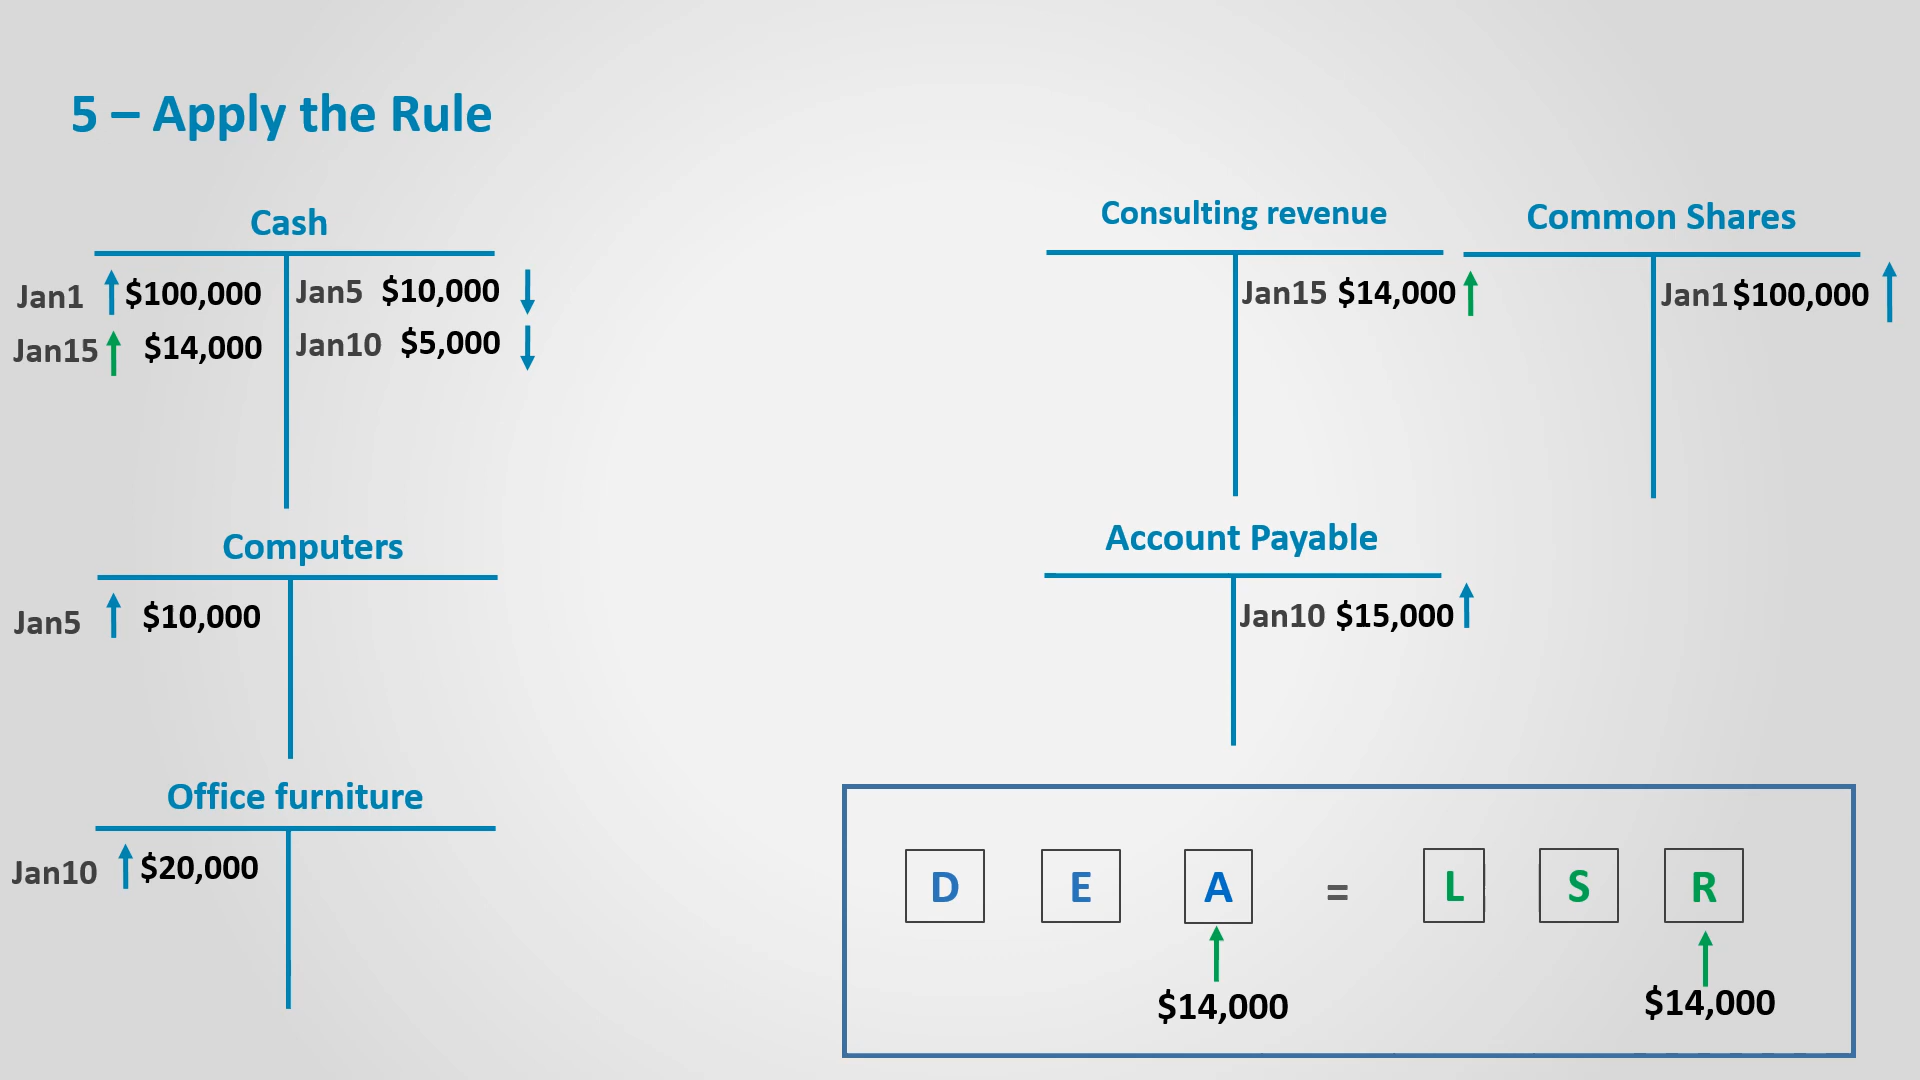 5 – Apply the Rule
Cash
Jan1 $100,000 Jan5 $10,000
Jan15 $14,000 Jan10 $5,000
Computers
Jan5 $10,000
Office furniture
Jan10 $20,000
Consulting revenue
Jan15 $14,000
Common Shares
Jan1 $100,000
Account Payable
Jan10 $15,000
D E A = L S R
$14,000 $14,000